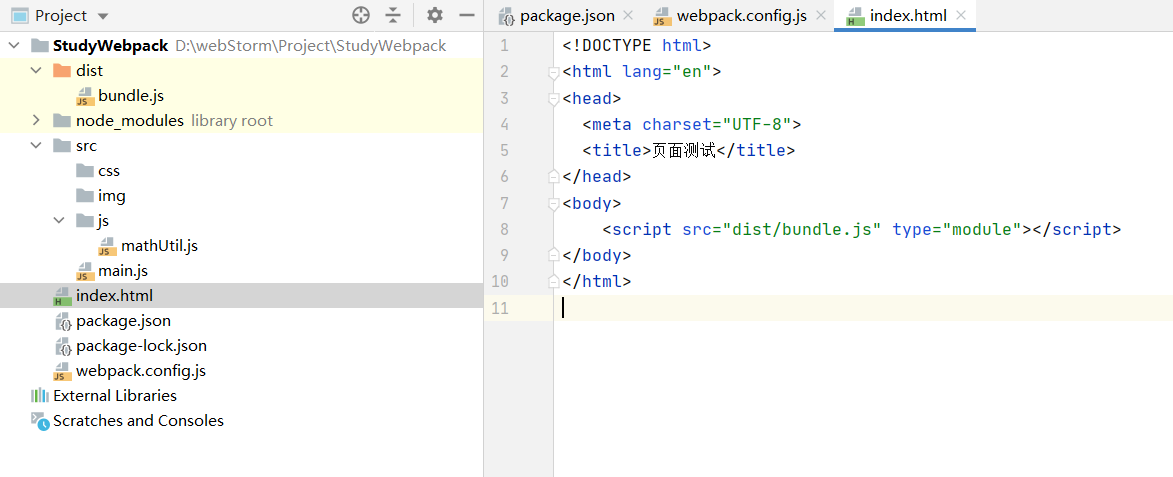 Project
package.json
webpack.config.js
index.html
StudyWebpack D:\webStorm\Project\StudyWebpack
dist
JS bundle.js
node_modules library root
src
css
img
js
JS mathUtil.js
JS main.js
H index.html
{} package.json
{} package-lock.json
JS webpack.config.js
External Libraries
Scratches and Consoles
1 <!DOCTYPE html>
2 <html lang="en">
3 <head>
4 <meta charset="UTF-8">
5 <title>页面测试</title>
6 </head>
7 <body>
8 <script src="dist/bundle.js" type="module"></script>
9 </body>
10 </html>
11